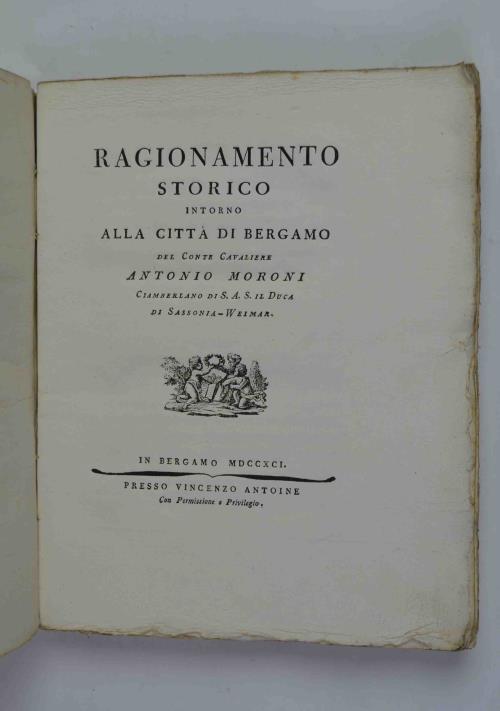 RAGIONAMENTO
STORICO
INTORNO
ALLA CITTÀ DI BERGAMO
DEL CONTE CAVALIERE
ANTONIO MORONI
CIAMBERLANO DI S. A. S. IL DUCA
DI SASSONIA-WEIMAR.
IN BERGAMO MDCCXCI.
PRESSO VINCENZO ANTOINE
Con Permissione e Privilegio.